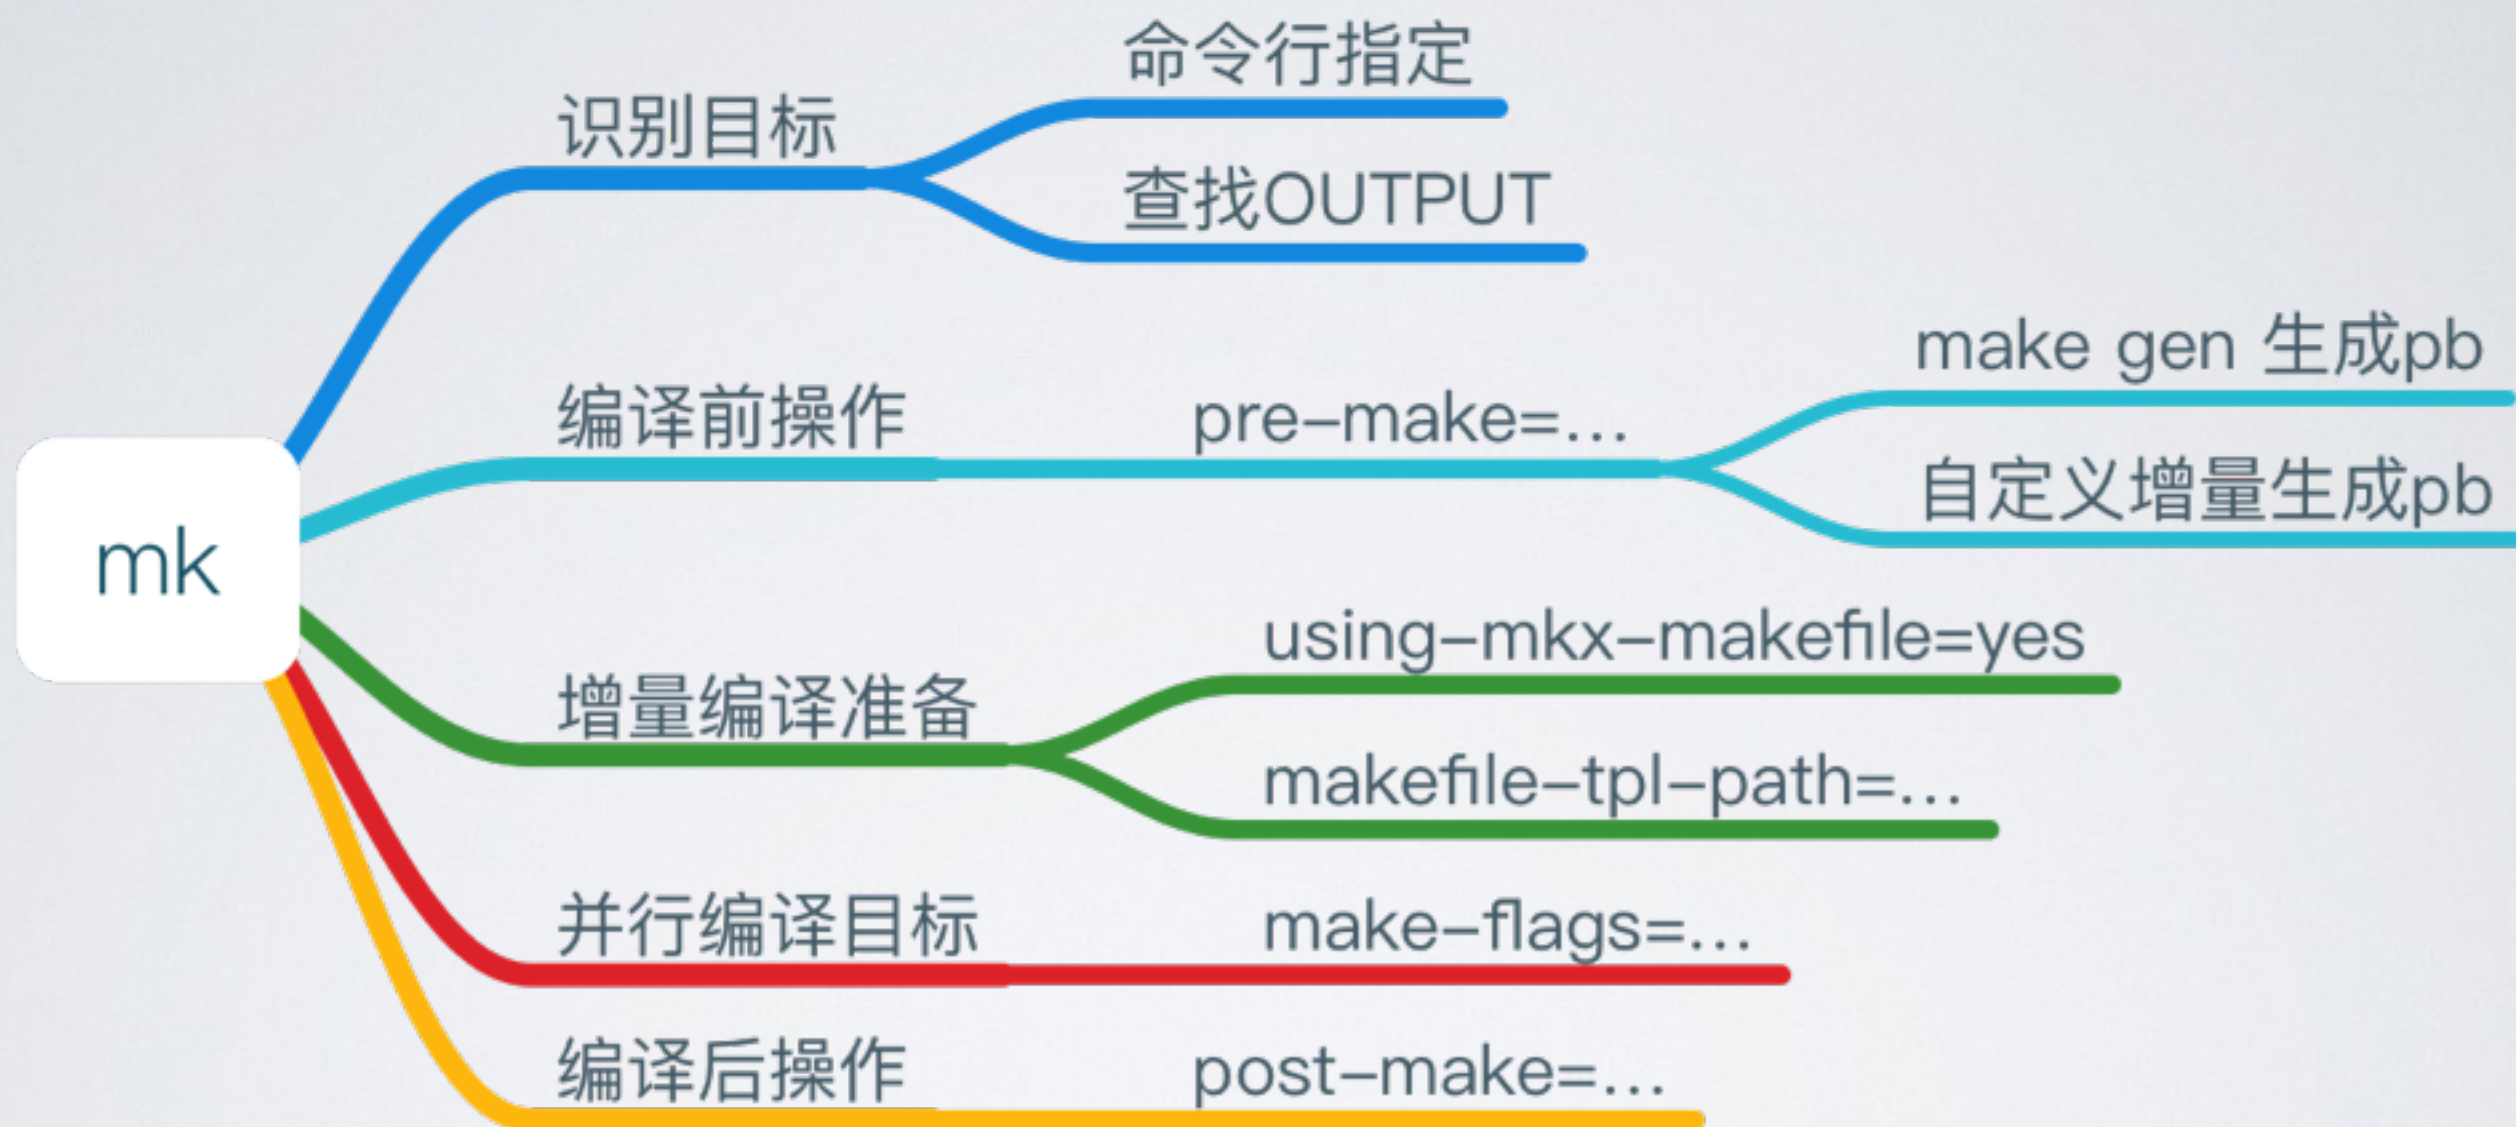 命令行指定
识别目标
查找OUTPUT
make gen 生成pb
编译前操作
pre-make=...
自定义增量生成pb
mk
using-mkx-makefile=yes
增量编译准备
makefile-tpl-path=...
并行编译目标
make-flags=...
编译后操作
post-make=...